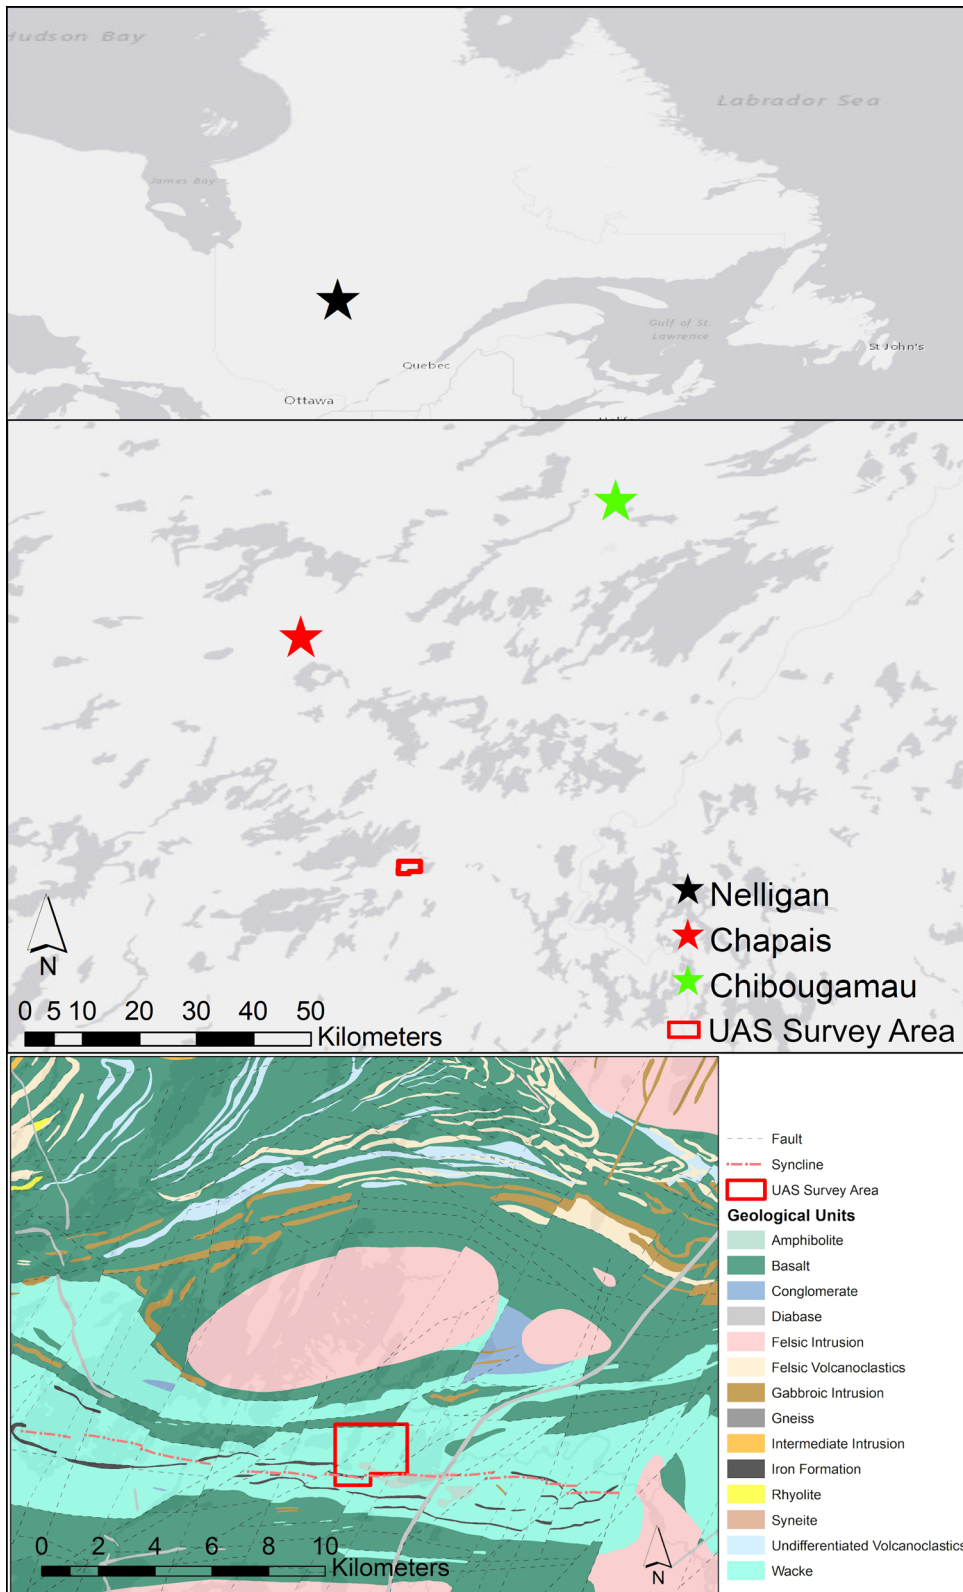 Hudson Bay
Labrador Sea
James Bay
Gulf of St.
Lawrence
St John's
Quebec
Ottawa
Nelligan
Chapais
Chibougamau
UAS Survey Area
N
0 5 10 20 30 40 50
Kilometers
Fault
Syncline
UAS Survey Area
Geological Units
Amphibolite
Basalt
Conglomerate
Diabase
Felsic Intrusion
Felsic Volcanoclastics
Gabbroic Intrusion
Gneiss
Intermediate Intrusion
Iron Formation
Rhyolite
Syneite
Undifferentiated Volcanoclastics
Wacke
0 2 4 6 8 10
Kilometers
N